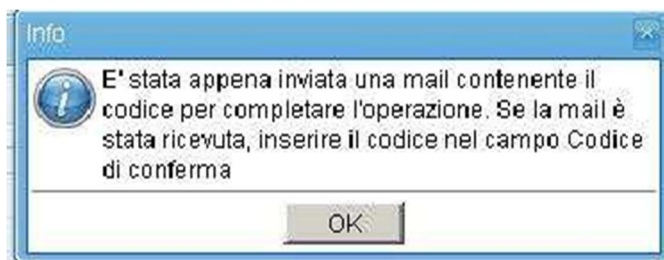 Info
E' stata appena inviata una mail contenente il
codice per completare l'operazione. Se la mail è
stata ricevuta, inserire il codice nel campo Codice
di conferma
OK